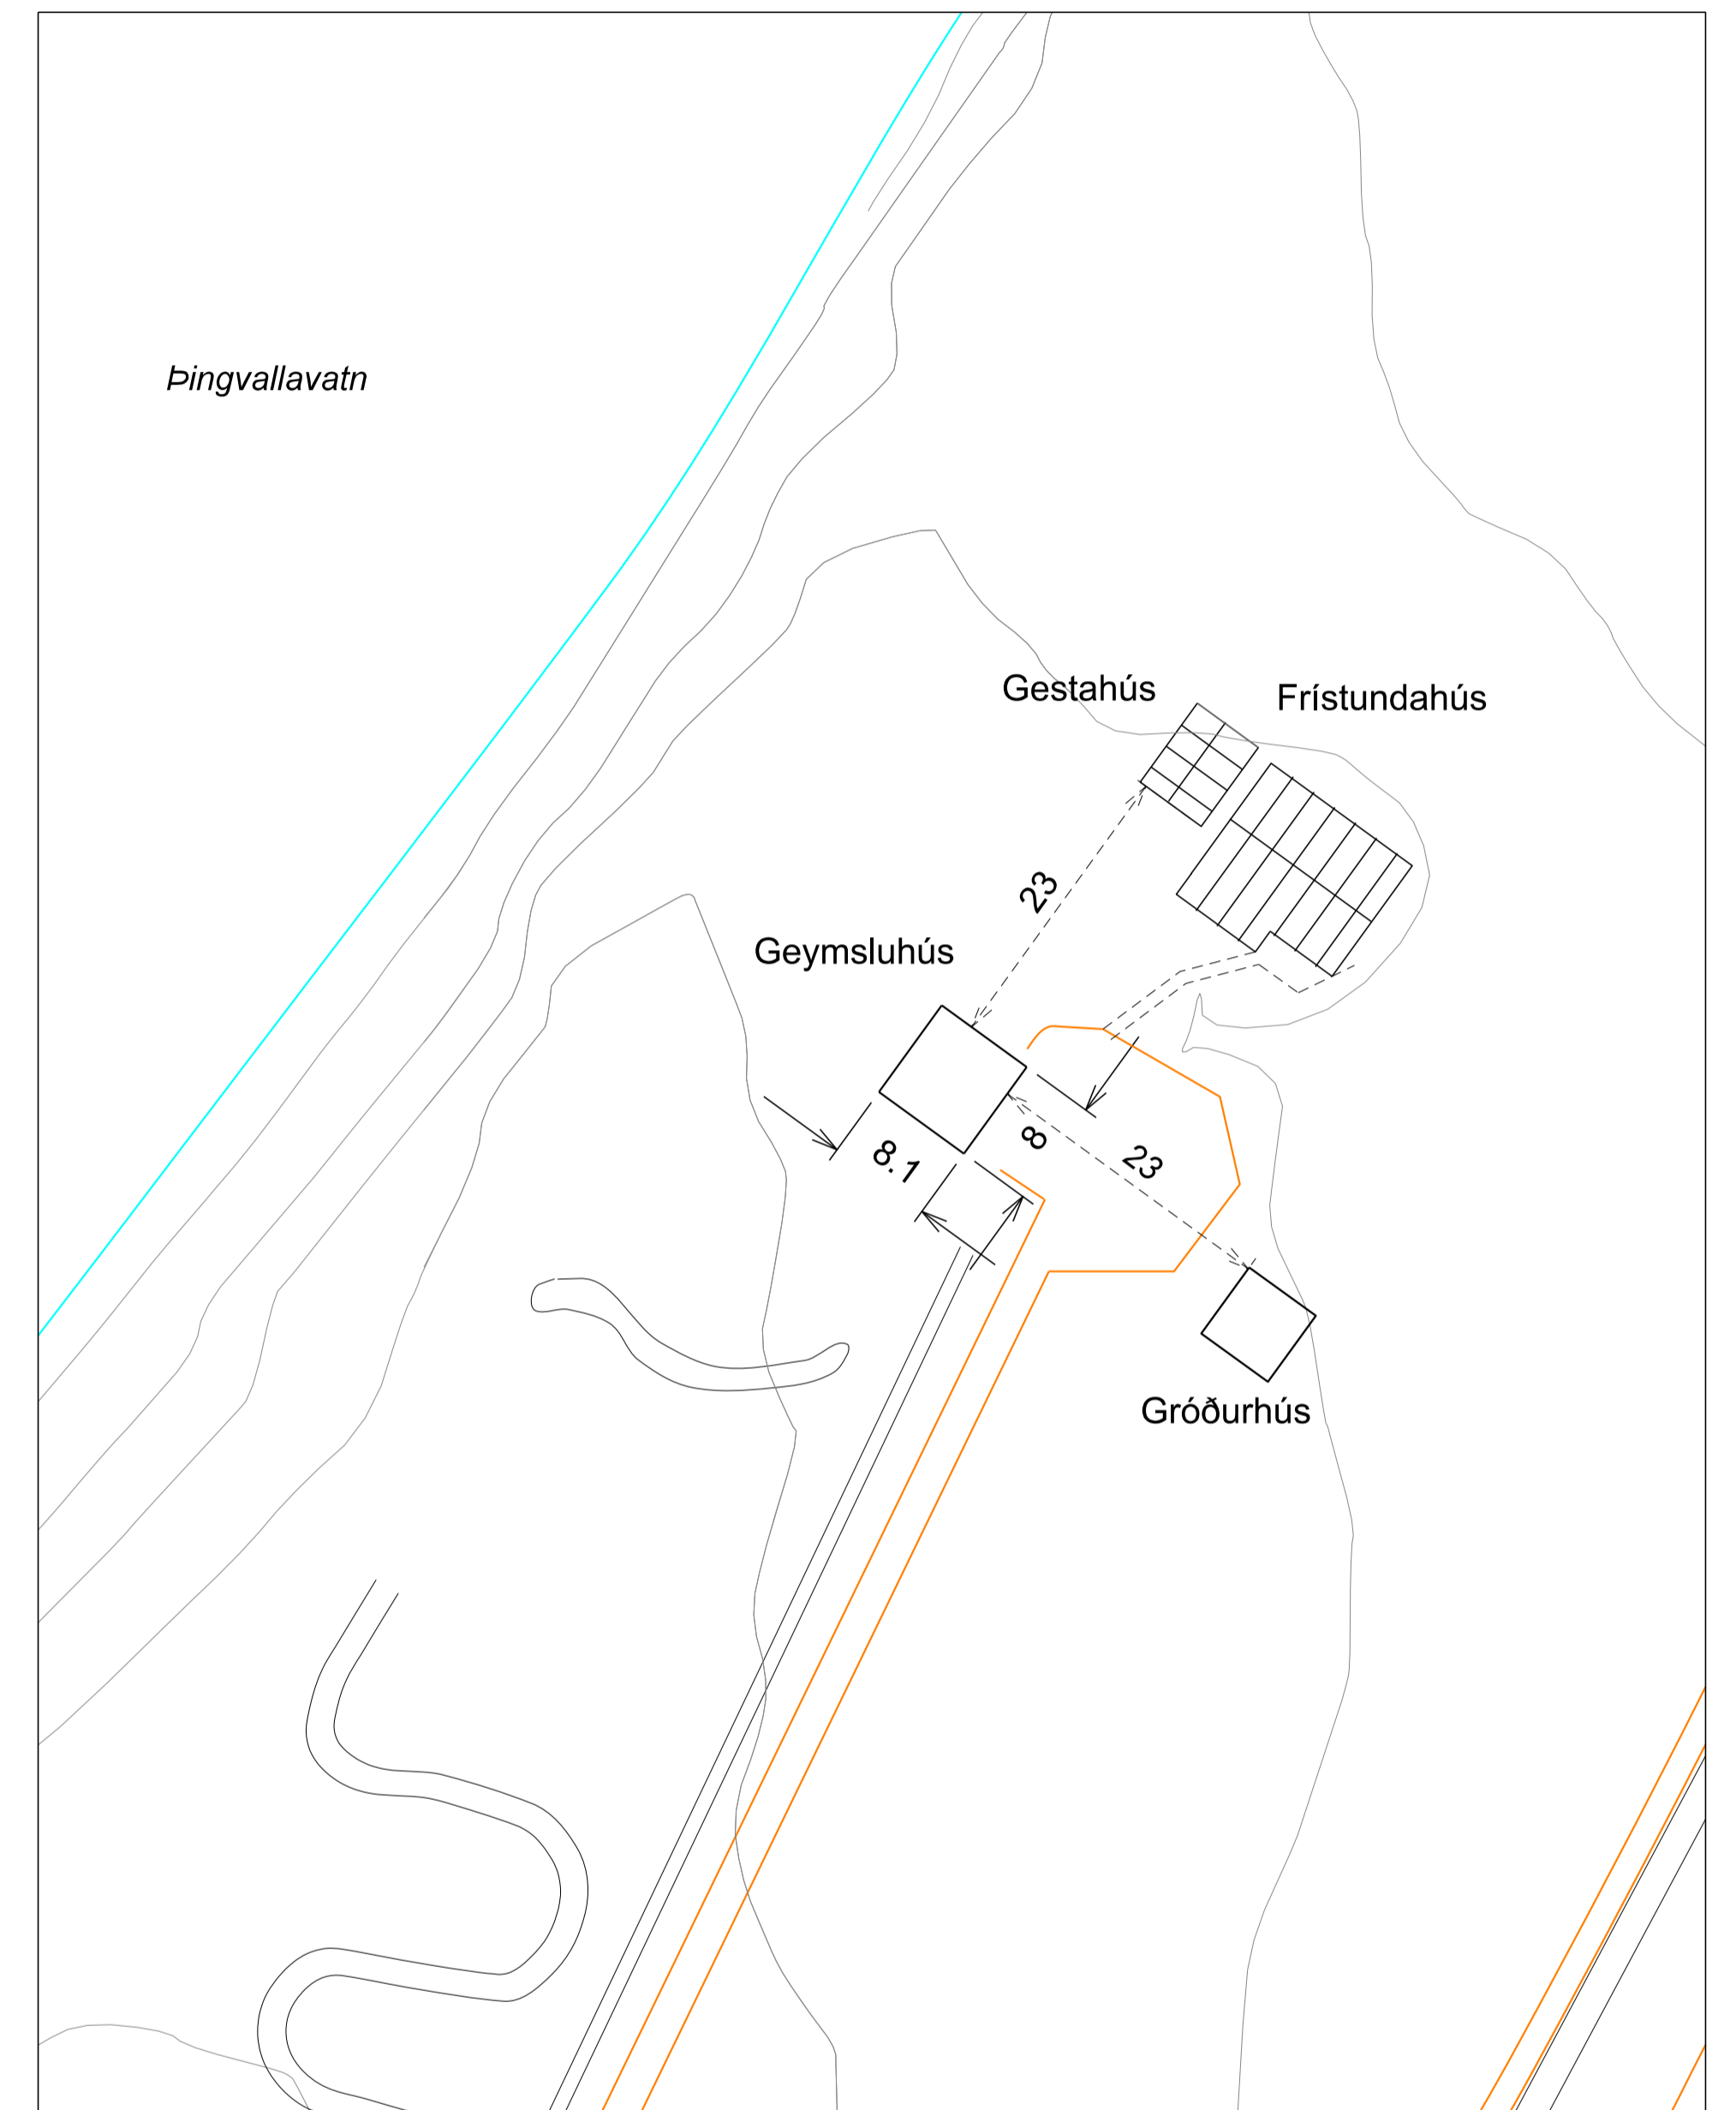 Þingvallavatn
Gestahús
Frístundahús
23
Geymsluhús
8
23
8.1
Gróðurhús